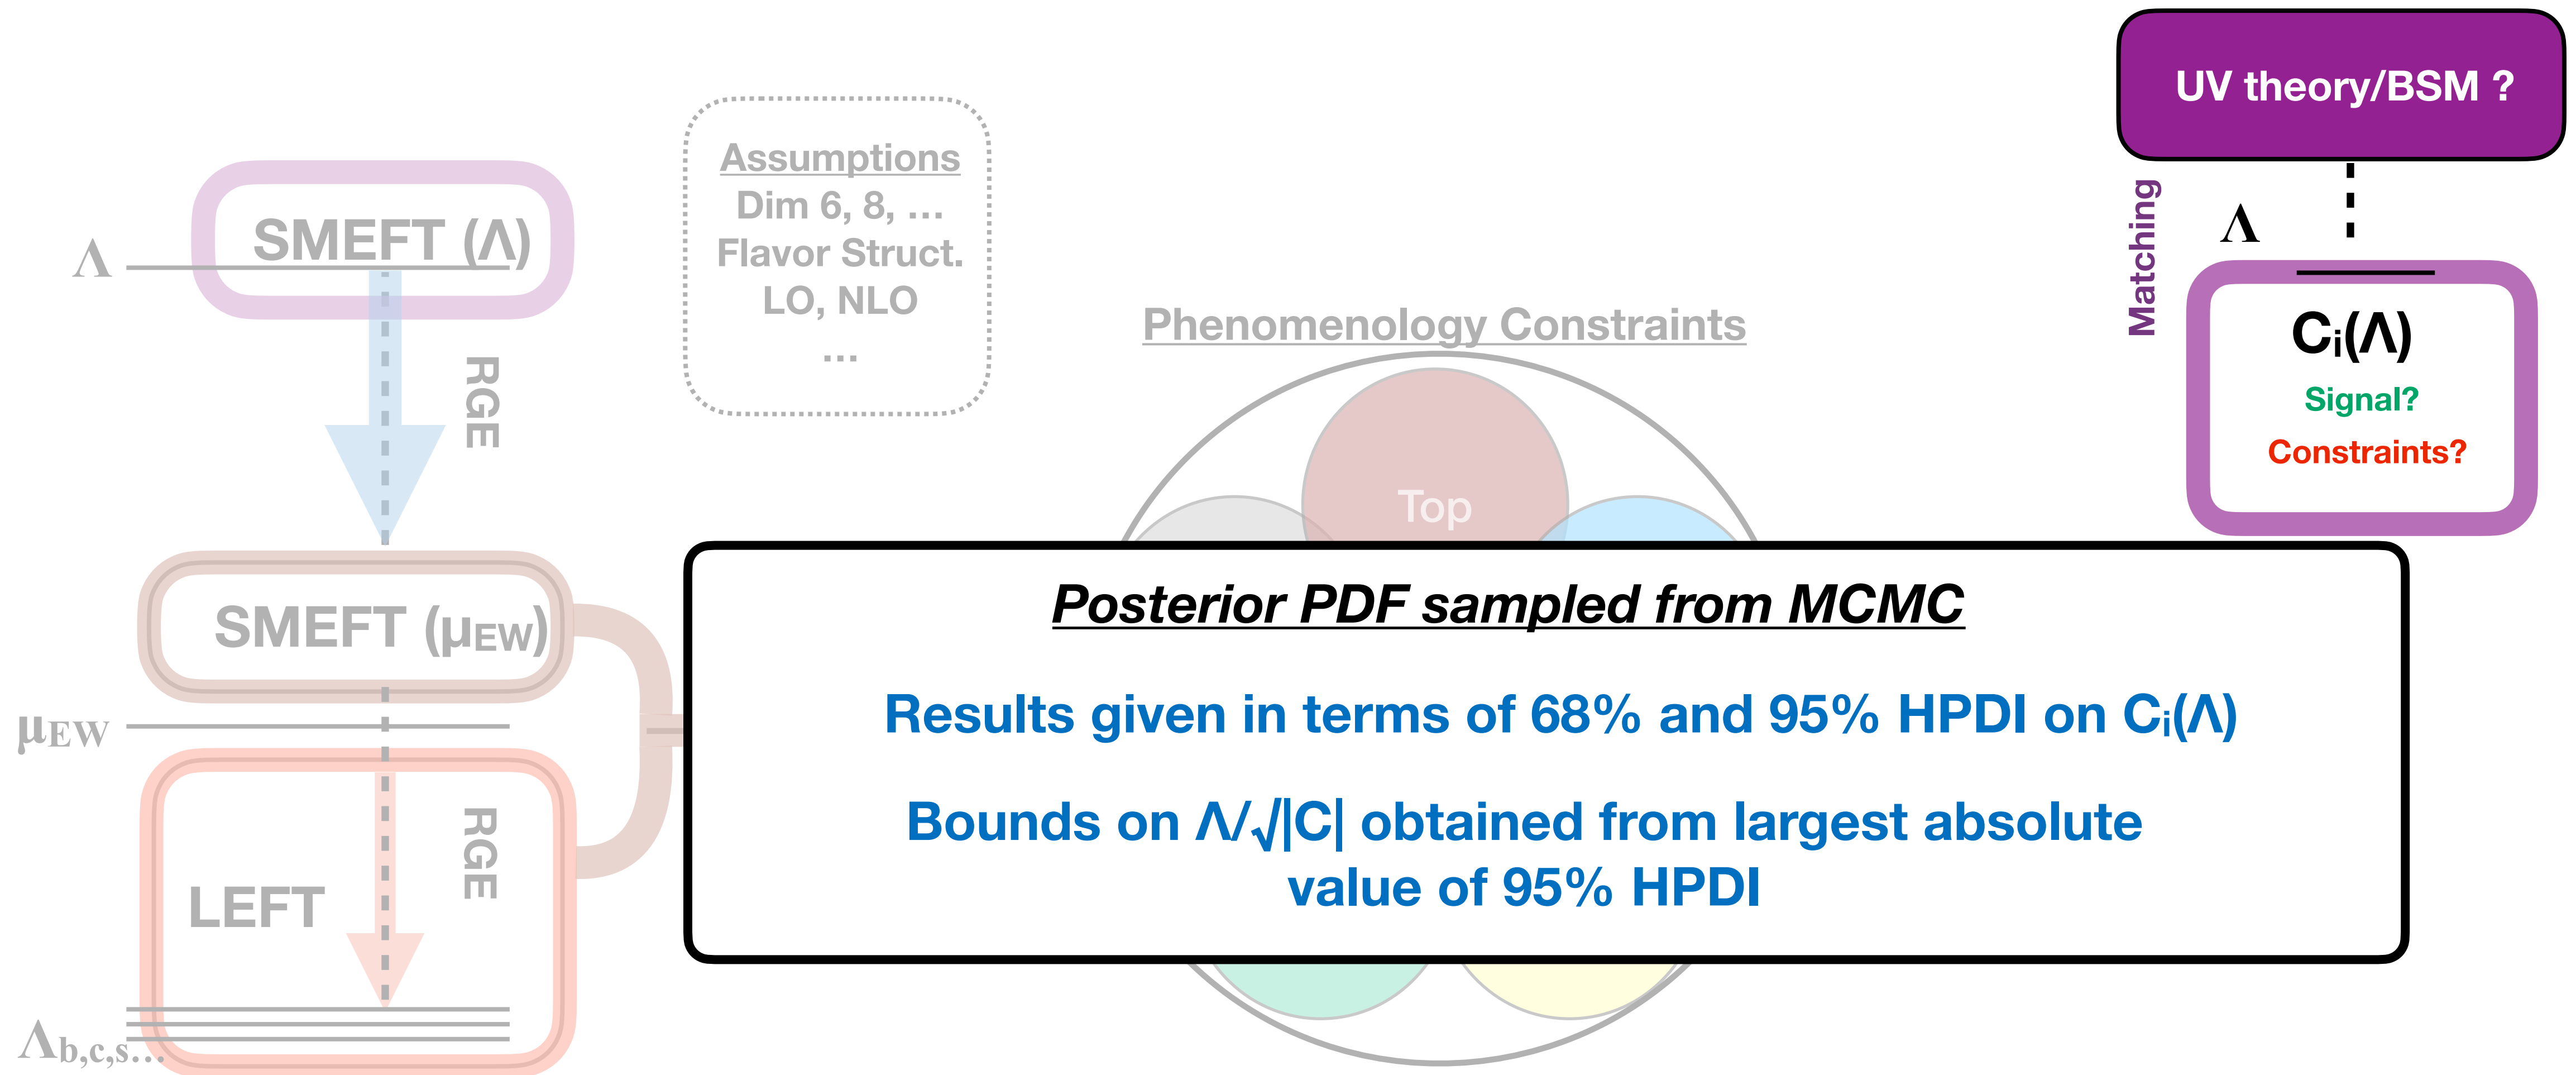 UV theory/BSM ?
Matching
Λ
Cᵢ(Λ)
Signal?
Constraints?
Assumptions
Dim 6, 8, …
Flavor Struct.
LO, NLO
…
SMEFT (Λ)
Λ
RGE
Phenomenology Constraints
Top
SMEFT (μEW)
μEW
RGE
LEFT
Λb,c,s…
Posterior PDF sampled from MCMC
Results given in terms of 68% and 95% HPDI on Cᵢ(Λ)
Bounds on Λ/√|C| obtained from largest absolute
value of 95% HPDI